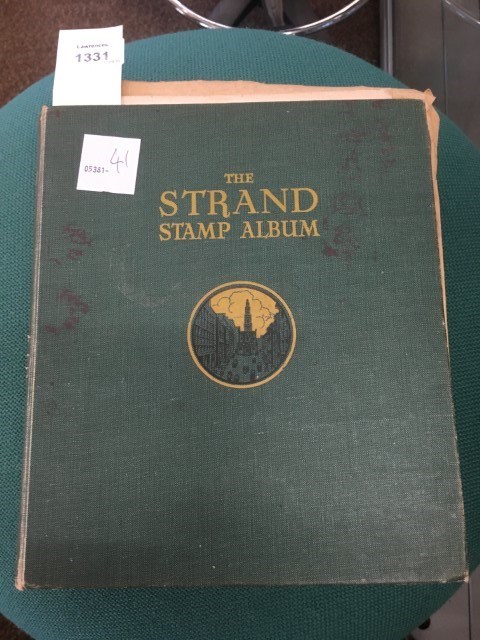 Lawrences
1331
05381-
41
THE
STRAND
STAMP ALBUM